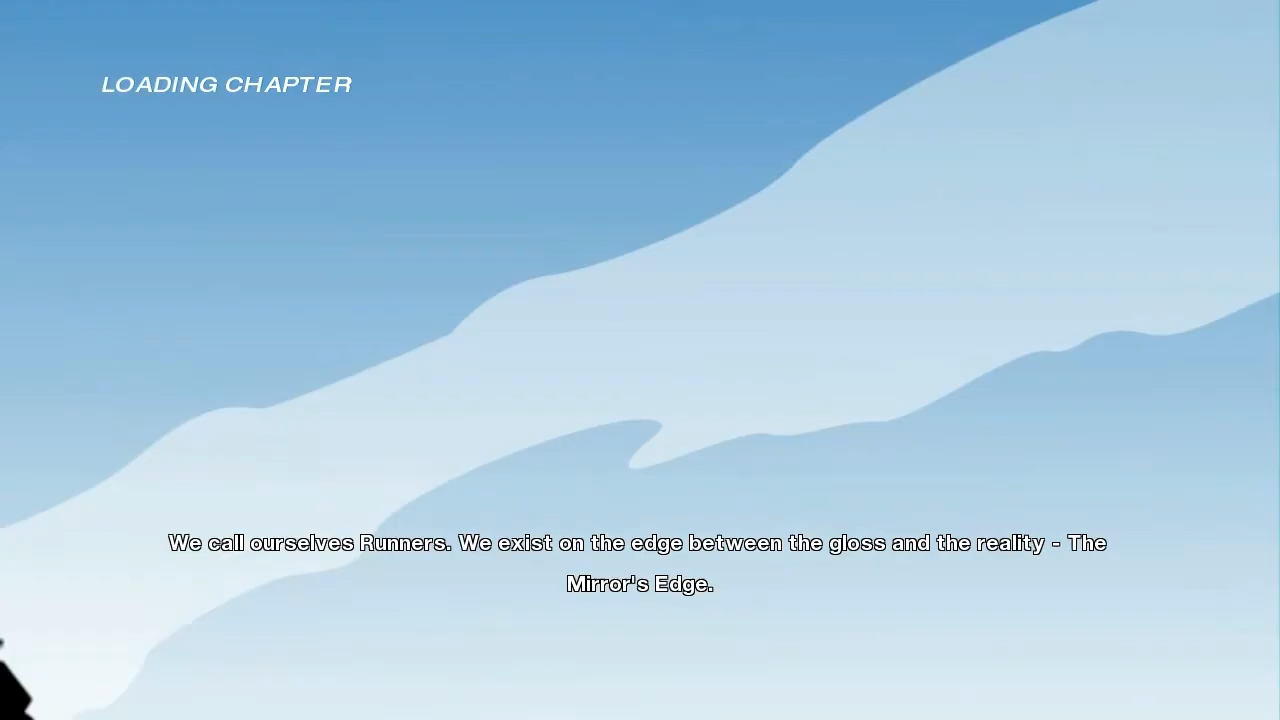 LOADING CHAPTER
We call ourselves Runners. We exist on the edge between the gloss and the reality - The
Mirror's Edge.